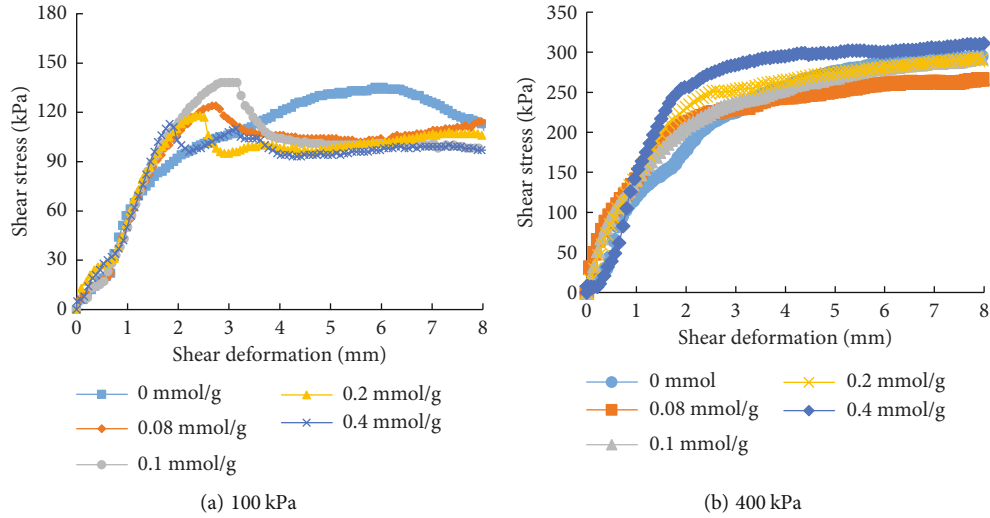 180
150
120
90
60
30
0
Shear stress (kPa)
0 1 2 3 4 5 6 7 8
Shear deformation (mm)
0 mmol/g
0.08 mmol/g
0.1 mmol/g
0.2 mmol/g
0.4 mmol/g
(a) 100 kPa
350
300
250
200
150
100
50
0
Shear stress (kPa)
0 1 2 3 4 5 6 7 8
Shear deformation (mm)
0 mmol
0.08 mmol/g
0.1 mmol/g
0.2 mmol/g
0.4 mmol/g
(b) 400 kPa